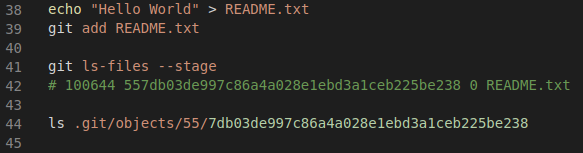 38 echo "Hello World" > README.txt
39 git add README.txt
40
41 git ls-files --stage
42 # 100644 557db03de997c86a4a028e1ebd3a1ceb225be238 0 README.txt
43
44 ls .git/objects/55/7db03de997c86a4a028e1ebd3a1ceb225be238
45